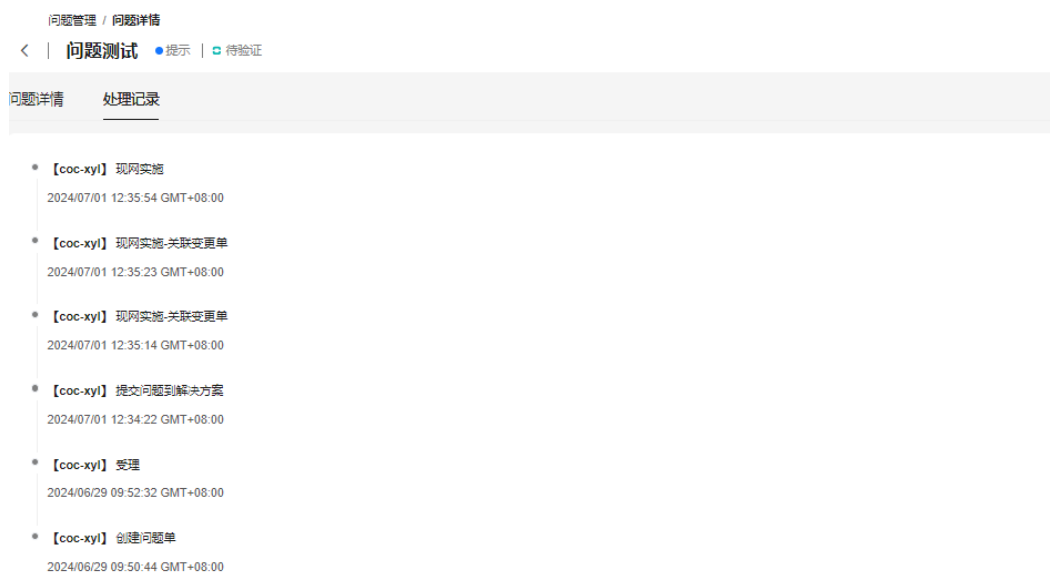 问题管理 / 问题详情
问题测试 提示 待验证
问题详情 处理记录
【coc-xyl】 现网实施
2024/07/01 12:35:54 GMT+08:00
【coc-xyl】 现网实施-关联变更单
2024/07/01 12:35:23 GMT+08:00
【coc-xyl】 现网实施-关联变更单
2024/07/01 12:35:14 GMT+08:00
【coc-xyl】 提交问题到解决方案
2024/07/01 12:34:22 GMT+08:00
【coc-xyl】 受理
2024/06/29 09:52:32 GMT+08:00
【coc-xyl】 创建问题单
2024/06/29 09:50:44 GMT+08:00